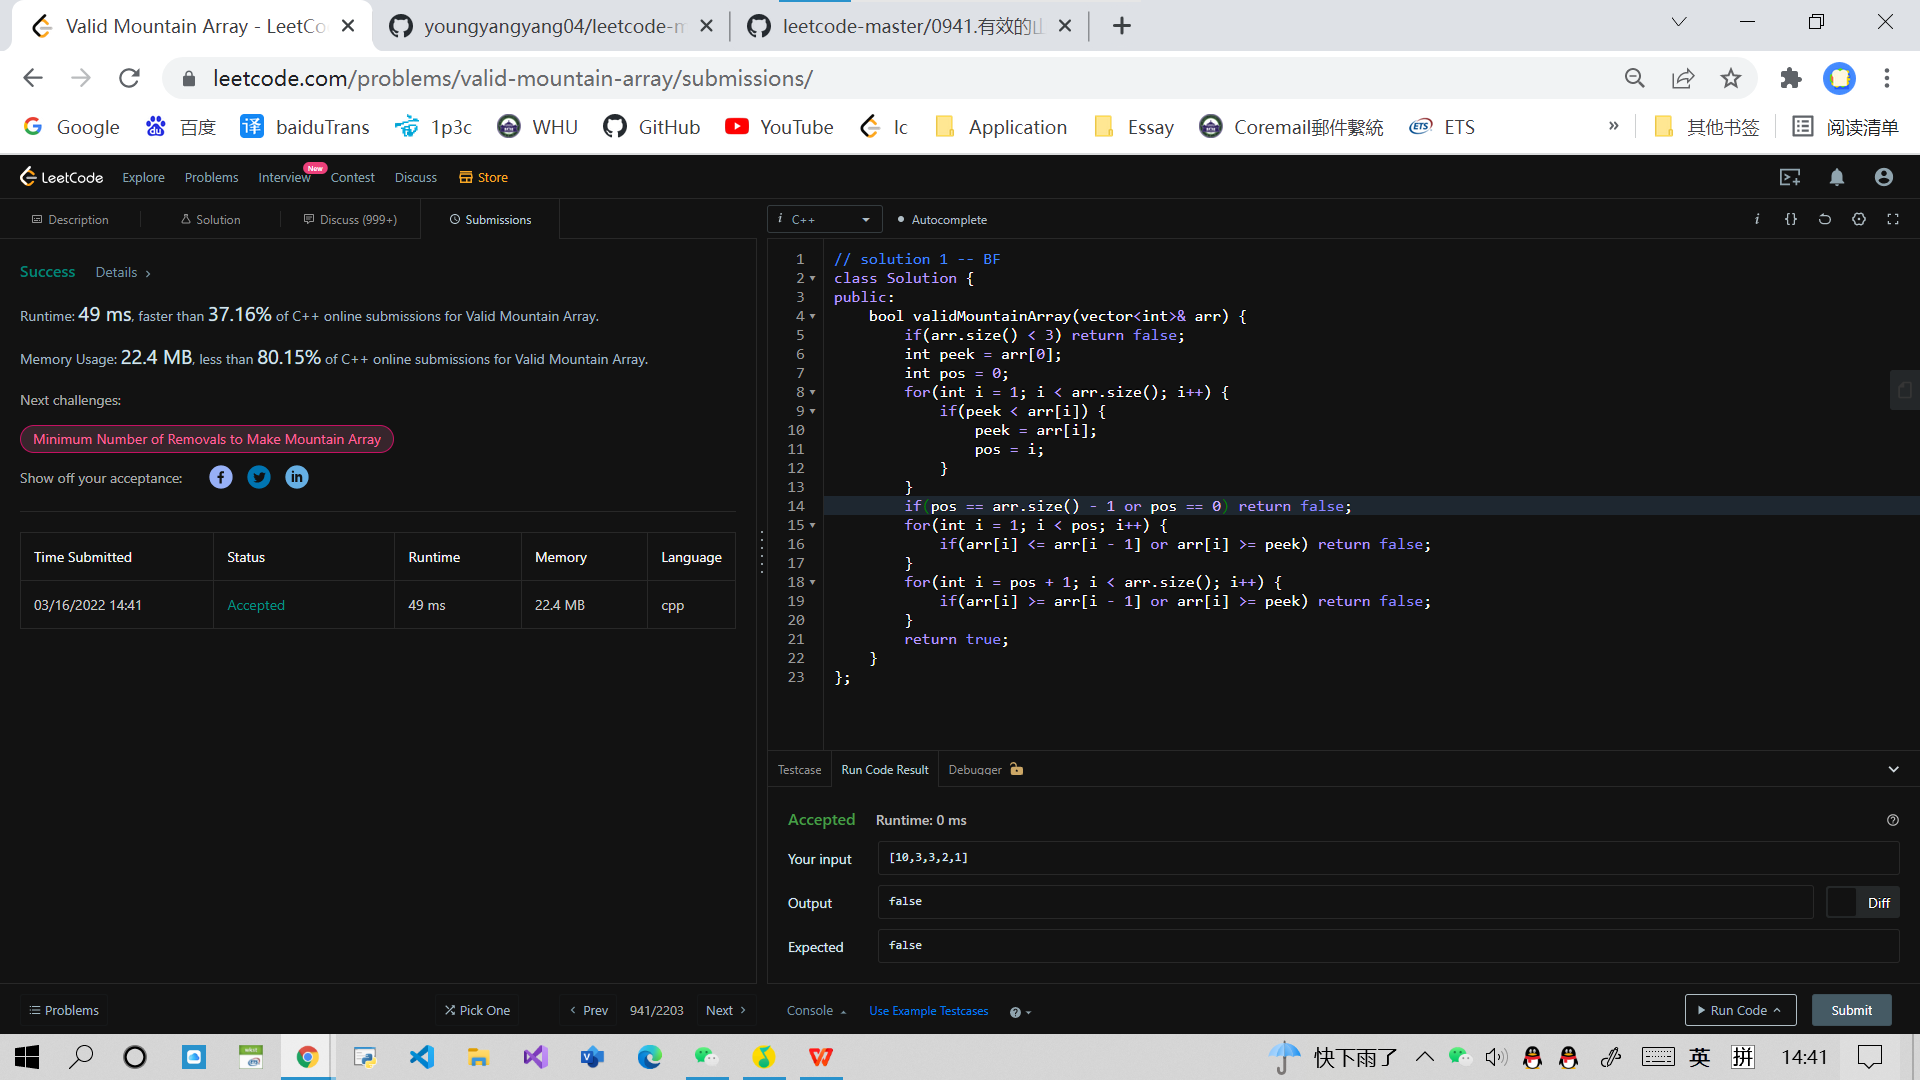 Valid Mountain Array - LeetCo
youngyangyang04/leetcode-m
leetcode-master/0941.有效的山
leetcode.com/problems/valid-mountain-array/submissions/
Google
百度
baiduTrans
1p3c
WHU
GitHub
YouTube
lc
Application
Essay
Coremail郵件繫統
ETS
»
其他书签
阅读清单
LeetCode
Explore
Problems
Interview
New
Contest
Discuss
Store
Description
Solution
Discuss (999+)
Submissions
i C++
Autocomplete
Success
Details
Runtime: 49 ms, faster than 37.16% of C++ online submissions for Valid Mountain Array.
Memory Usage: 22.4 MB, less than 80.15% of C++ online submissions for Valid Mountain Array.
Next challenges:
Minimum Number of Removals to Make Mountain Array
Show off your acceptance:
Time Submitted Status Runtime Memory Language
03/16/2022 14:41 Accepted 49 ms 22.4 MB cpp
1 // solution 1 -- BF
2 class Solution {
3 public:
4 bool validMountainArray(vector<int>& arr) {
5 if(arr.size() < 3) return false;
6 int peek = arr[0];
7 int pos = 0;
8 for(int i = 1; i < arr.size(); i++) {
9 if(peek < arr[i]) {
10 peek = arr[i];
11 pos = i;
12 }
13 }
14 if(pos == arr.size() - 1 or pos == 0) return false;
15 for(int i = 1; i < pos; i++) {
16 if(arr[i] <= arr[i - 1] or arr[i] >= peek) return false;
17 }
18 for(int i = pos + 1; i < arr.size(); i++) {
19 if(arr[i] >= arr[i - 1] or arr[i] >= peek) return false;
20 }
21 return true;
22 }
23 };
Testcase
Run Code Result
Debugger
Accepted
Runtime: 0 ms
Your input
[10,3,3,2,1]
Output
false
Diff
Expected
false
Problems
Pick One
Prev
941/2203
Next
Console
Use Example Testcases
Run Code
Submit
快下雨了
英
拼
14:41